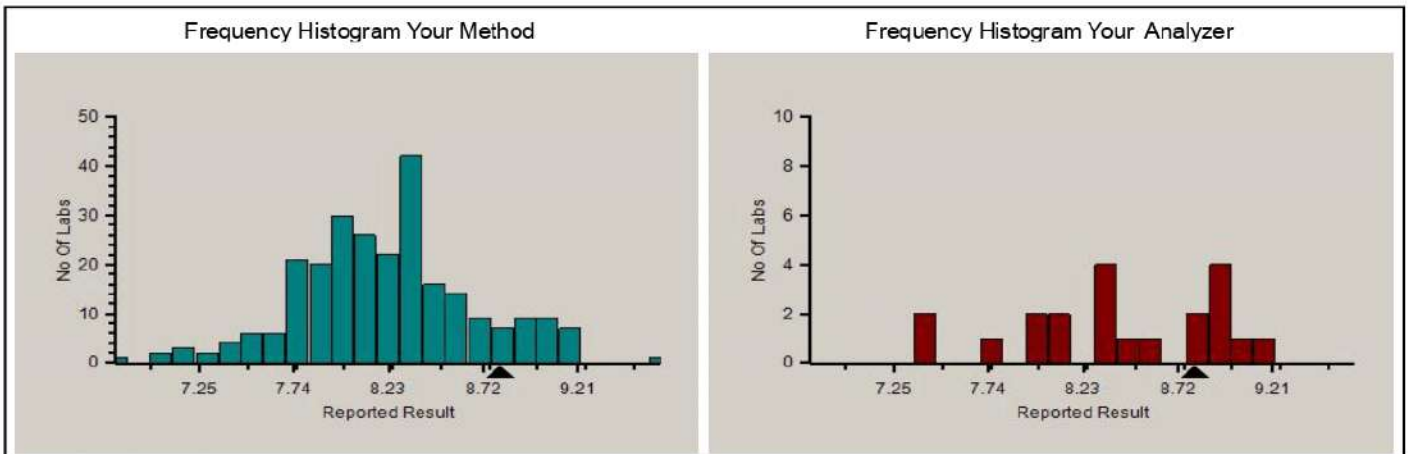 Frequency Histogram Your Method
50
40
30
20
10
0
No Of Labs
7.25 7.74 8.23 8.72 9.21
Reported Result
Frequency Histogram Your Analyzer
10
8
6
4
2
0
No Of Labs
7.25 7.74 8.23 8.72 9.21
Reported Result